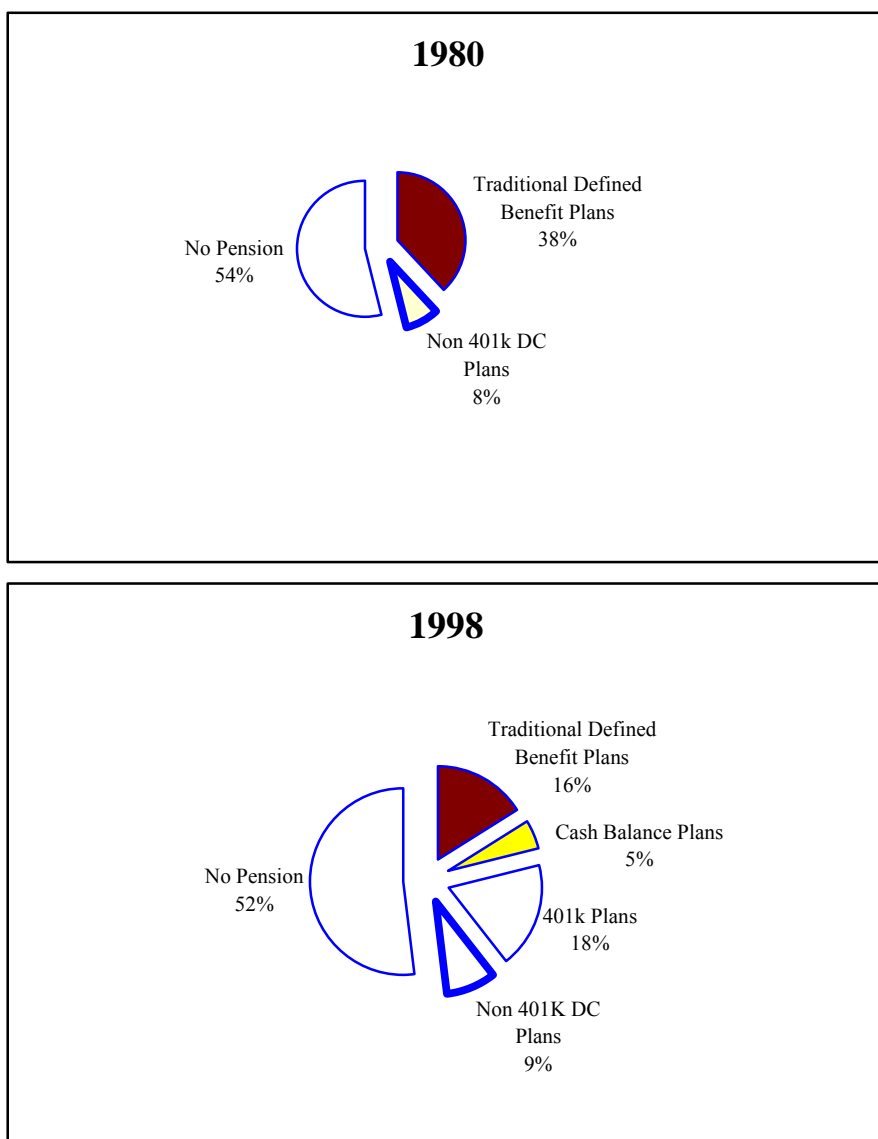 1980
Traditional Defined
Benefit Plans
38%
No Pension
54%
Non 401k DC
Plans
8%
1998
Traditional Defined
Benefit Plans
16%
Cash Balance Plans
5%
No Pension
52%
401k Plans
18%
Non 401K DC
Plans
9%